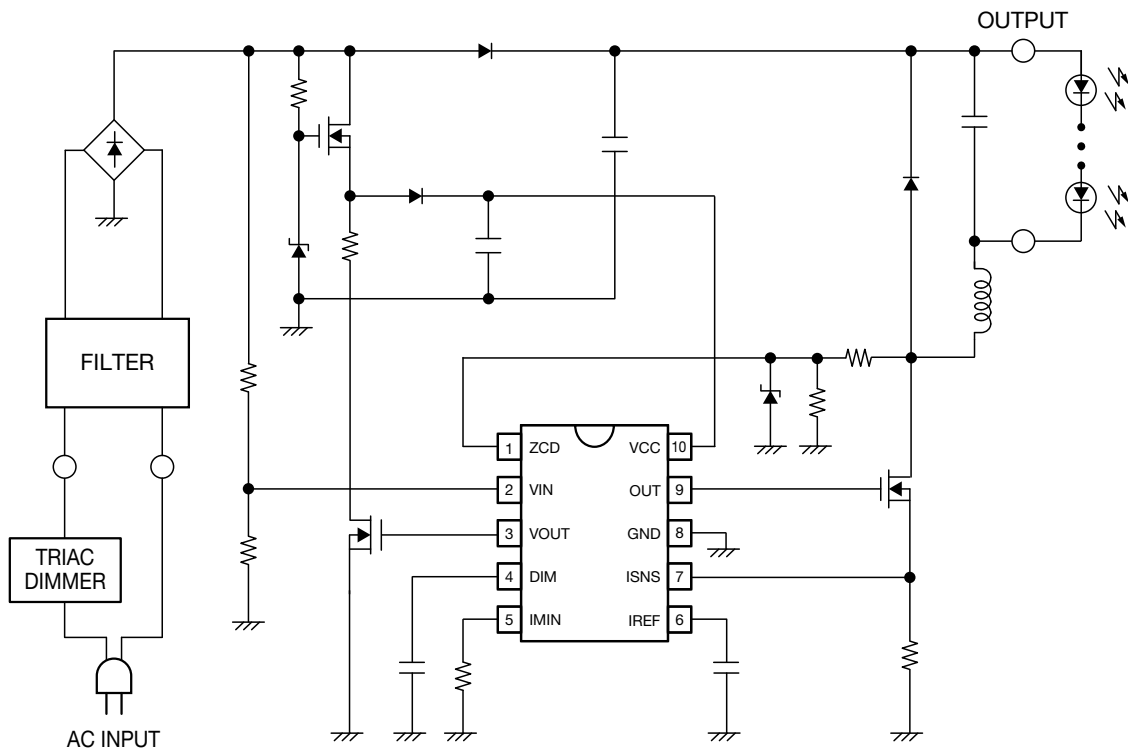 OUTPUT
FILTER
TRIAC
DIMMER
AC INPUT
1 ZCD VCC 10
2 VIN OUT 9
3 VOUT GND 8
4 DIM ISNS 7
5 IMIN IREF 6